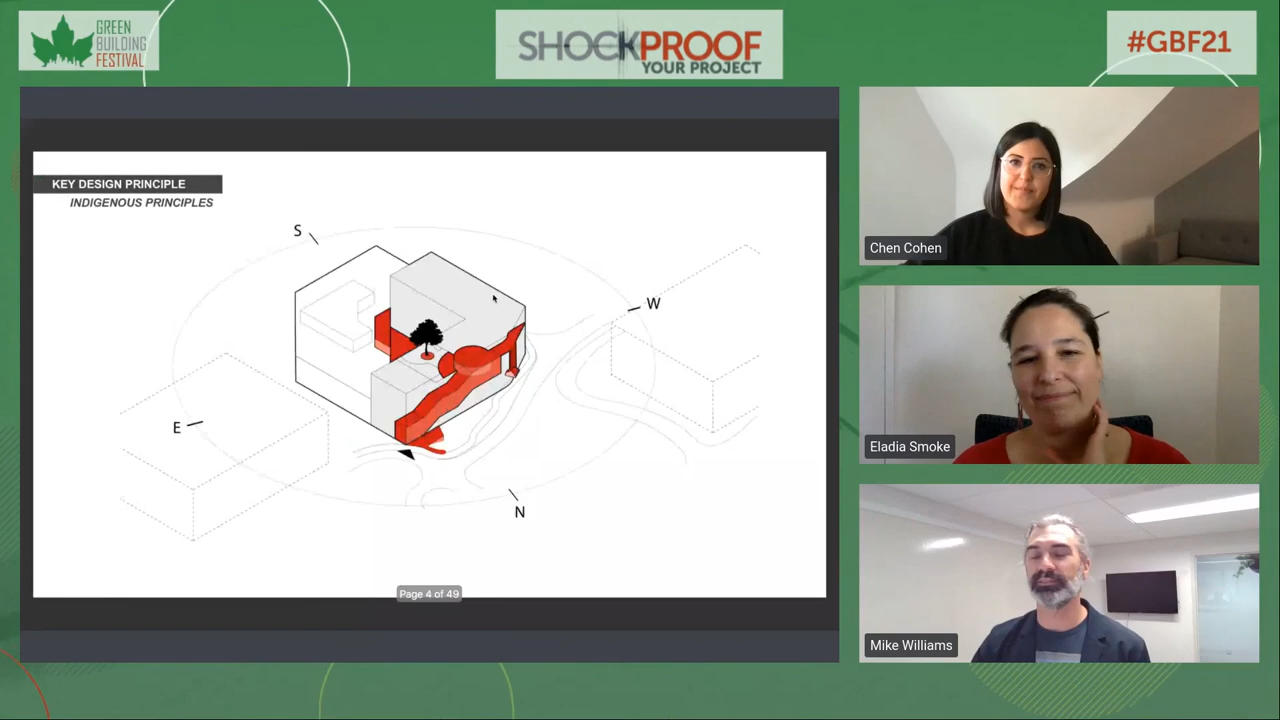 GREEN
BUILDING
FESTIVAL
SHOCKPROOF
YOUR PROJECT
#GBF21
KEY DESIGN PRINCIPLE
INDIGENOUS PRINCIPLES
S
W
E
N
Page 4 of 49
Chen Cohen
Eladia Smoke
Mike Williams